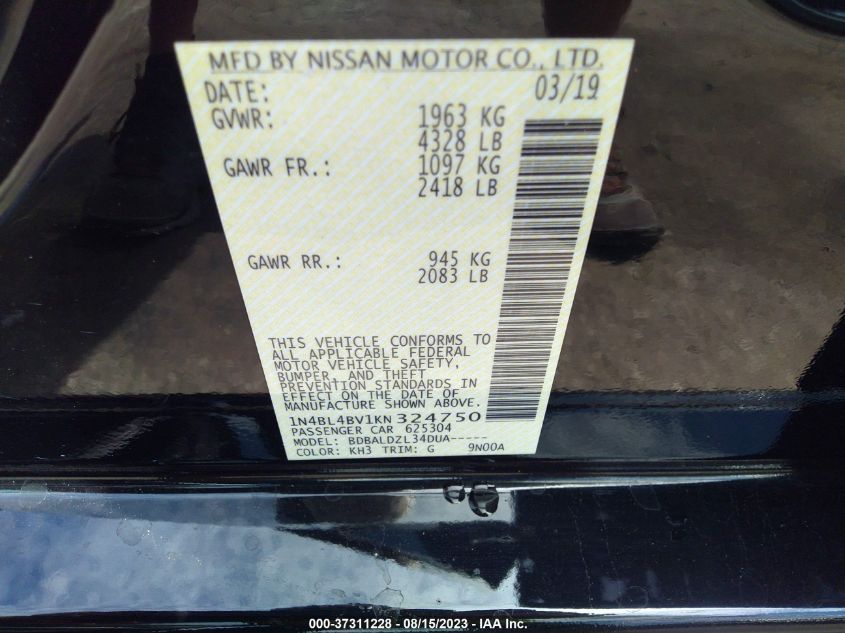 MFD BY NISSAN MOTOR CO., LTD.
DATE: 03/19
GVWR: 1963 KG
4328 LB
GAWR FR.: 1097 KG
2418 LB
GAWR RR.: 945 KG
2083 LB
THIS VEHICLE CONFORMS TO
ALL APPLICABLE FEDERAL
MOTOR VEHICLE SAFETY,
BUMPER, AND THEFT
PREVENTION STANDARDS IN
EFFECT ON THE DATE OF
MANUFACTURE SHOWN ABOVE.
1N4BL4BV1KN324750
PASSENGER CAR 625304
MODEL: BDBALDZL34DUA-----
COLOR: KH3 TRIM: G 9N00A
000-37311228 - 08/15/2023 - IAA Inc.